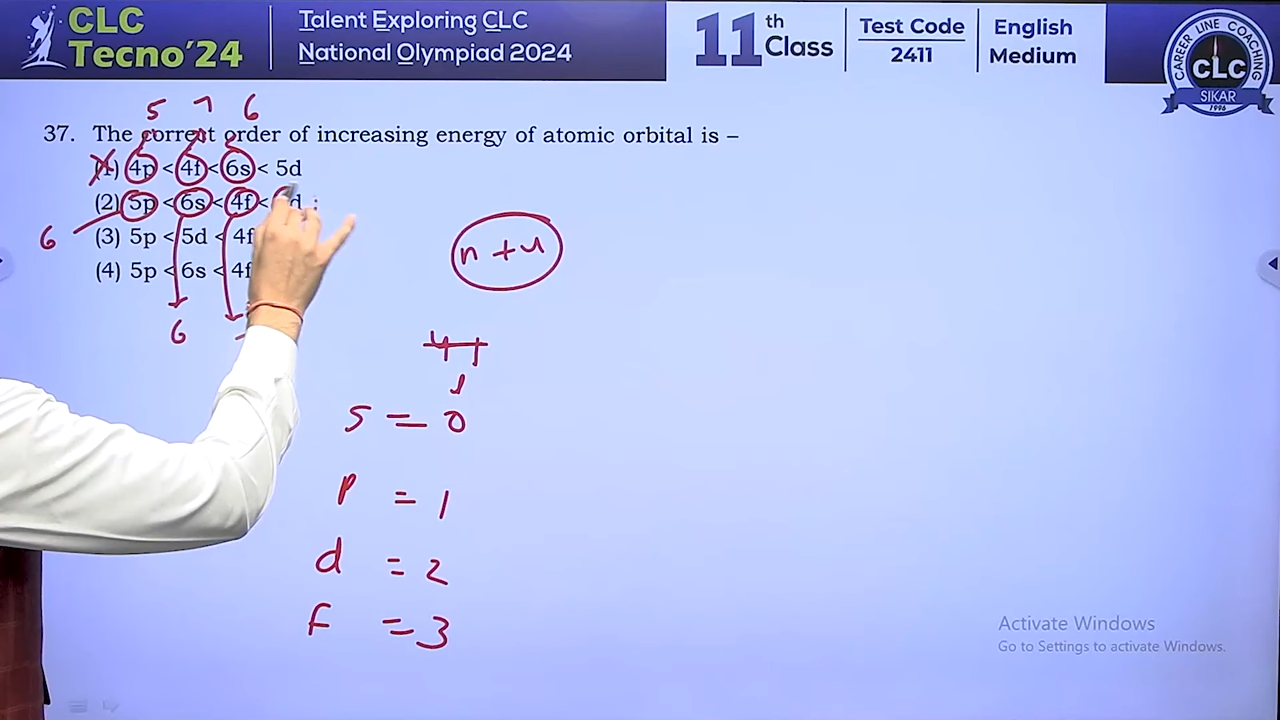 CLC
Tecno'24
Talent Exploring CLC
National Olympiad 2024
11th Class
Test Code
2411
English
Medium
CAREER LINE COACHING
CLC
SIKAR
1996
5 7 6
37. The correct order of increasing energy of atomic orbital is –
(1) 4p < 4f < 6s < 5d
(2) 5p < 6s < 4f < d
(3) 5p < 5d < 4f
(4) 5p < 6s < 4f
6
6
n +
s = 0
p = 1
d = 2
f = 3
Activate Windows
Go to Settings to activate Windows.